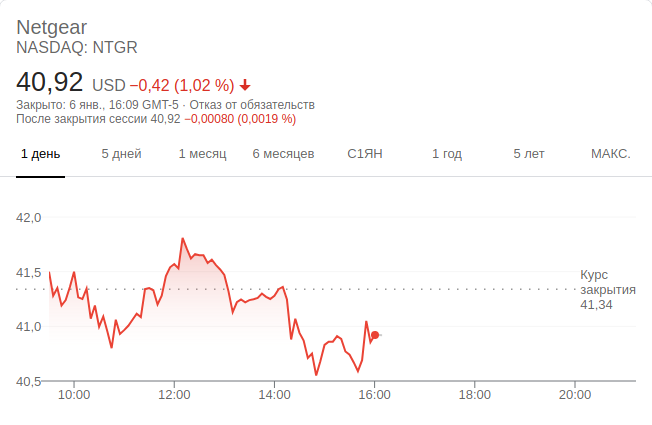 Netgear
NASDAQ: NTGR
40,92 USD −0,42 (1,02 %)
Закрыто: 6 янв., 16:09 GMT-5 · Отказ от обязательств
После закрытия сессии 40,92 −0,00080 (0,0019 %)
1 день 5 дней 1 месяц 6 месяцев С1ЯН 1 год 5 лет МАКС.
42,0
41,5
Курс
закрытия
41,34
41,0
40,5
10:00 12:00 14:00 16:00 18:00 20:00